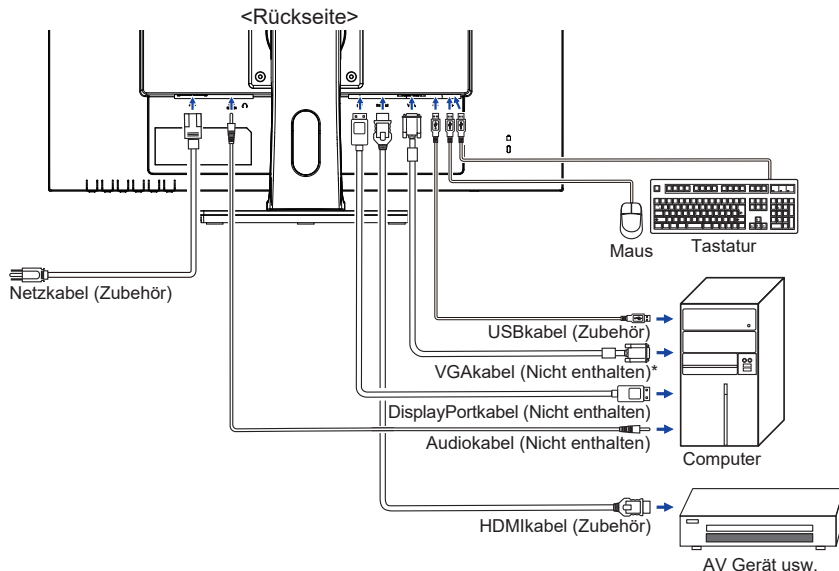 <Rückseite>
Maus
Tastatur
Netzkabel (Zubehör)
USBkabel (Zubehör)
VGAkabel (Nicht enthalten)*
DisplayPortkabel (Nicht enthalten)
Audiokabel (Nicht enthalten)
Computer
HDMIkabel (Zubehör)
AV Gerät usw.